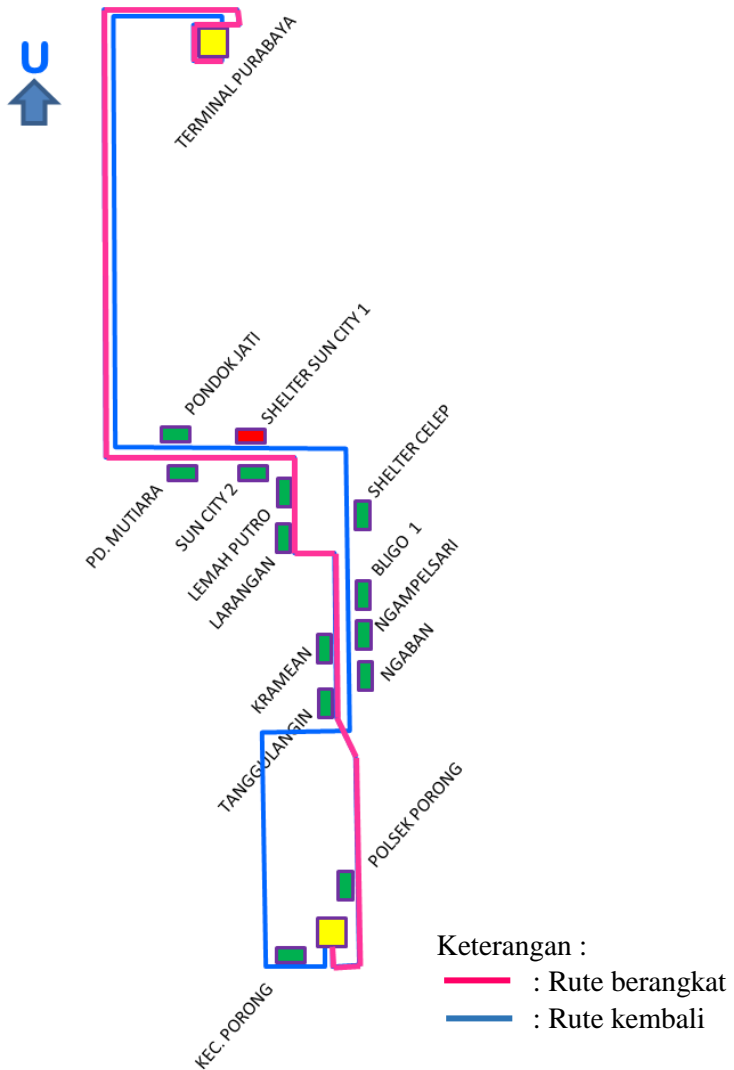 U
TERMINAL PURABAYA
PONDOK JATI
SHELTER SUN CITY 1
PD. MUTIARA
SUN CITY 2
LEMAH PUTRO
LARANGAN
SHELTER CELEP
BLIGO 1
NGAMPELSARI
NGABAN
KRAMEAN
TANGGULANGIN
POLSEK PORONG
KEC. PORONG
Keterangan :
: Rute berangkat
: Rute kembali